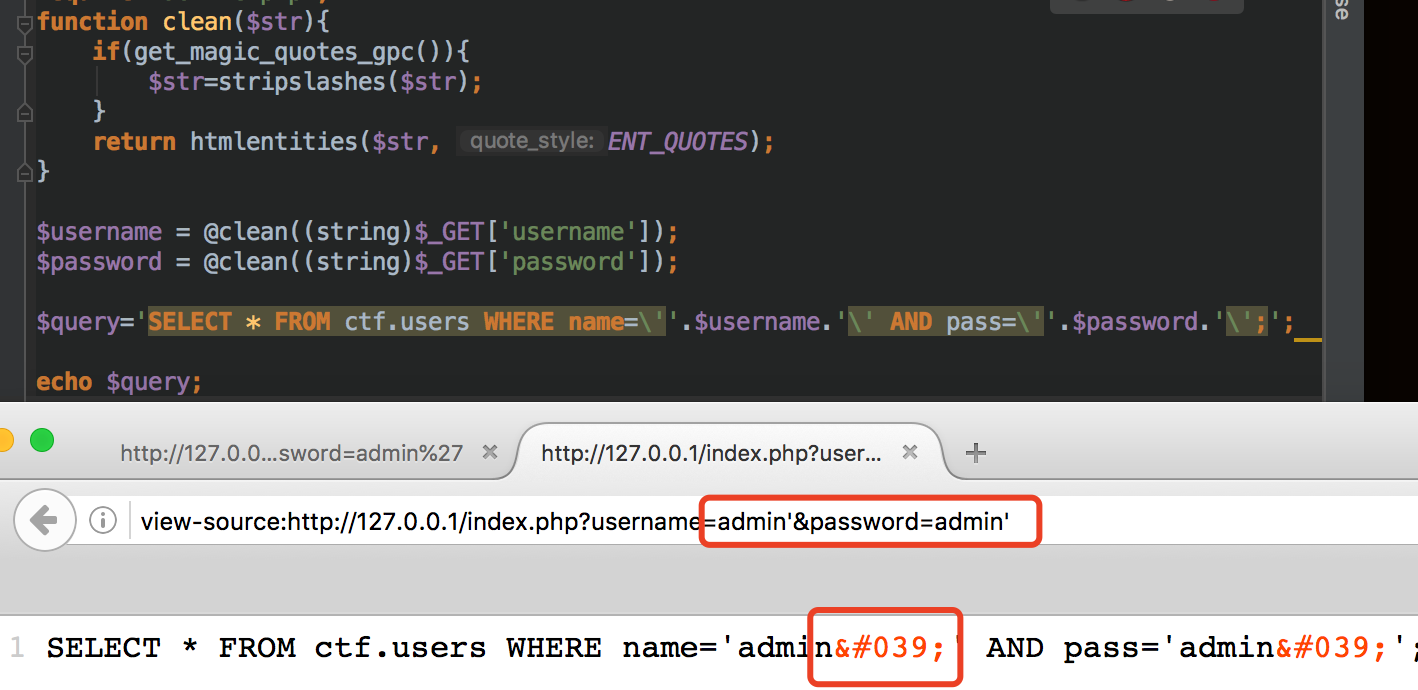 function clean($str){
if(get_magic_quotes_gpc()){
$str=stripslashes($str);
}
return htmlentities($str, quote_style: ENT_QUOTES);
}
$username = @clean((string)$_GET['username']);
$password = @clean((string)$_GET['password']);
$query='SELECT * FROM ctf.users WHERE name=\''.$username.'\' AND pass=\''.$password.'\';';
echo $query;
http://127.0.0...sword=admin%27 × http://127.0.0.1/index.php?user... × +
view-source:http://127.0.0.1/index.php?username=admin'&password=admin'
1 SELECT * FROM ctf.users WHERE name='admin&#039;' AND pass='admin&#039;';